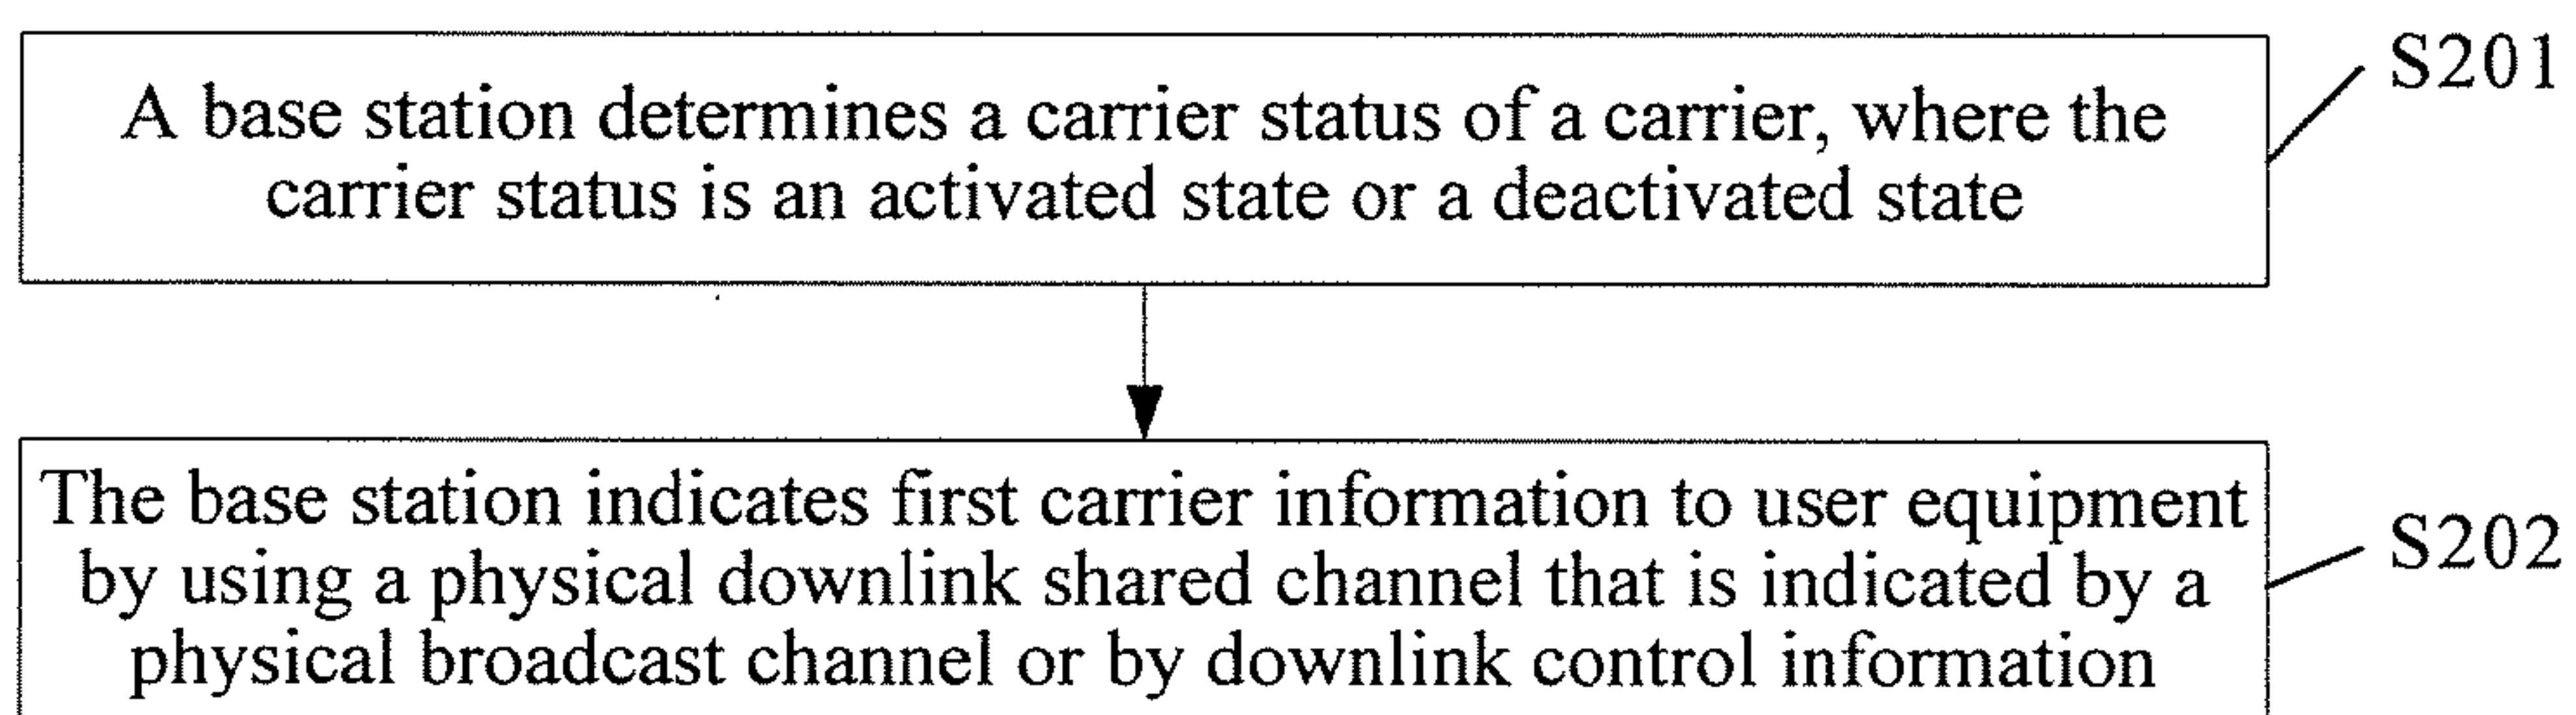 A base station determines a carrier status of a carrier, where the
carrier status is an activated state or a deactivated state
S201
The base station indicates first carrier information to user equipment
by using a physical downlink shared channel that is indicated by a
physical broadcast channel or by downlink control information
S202